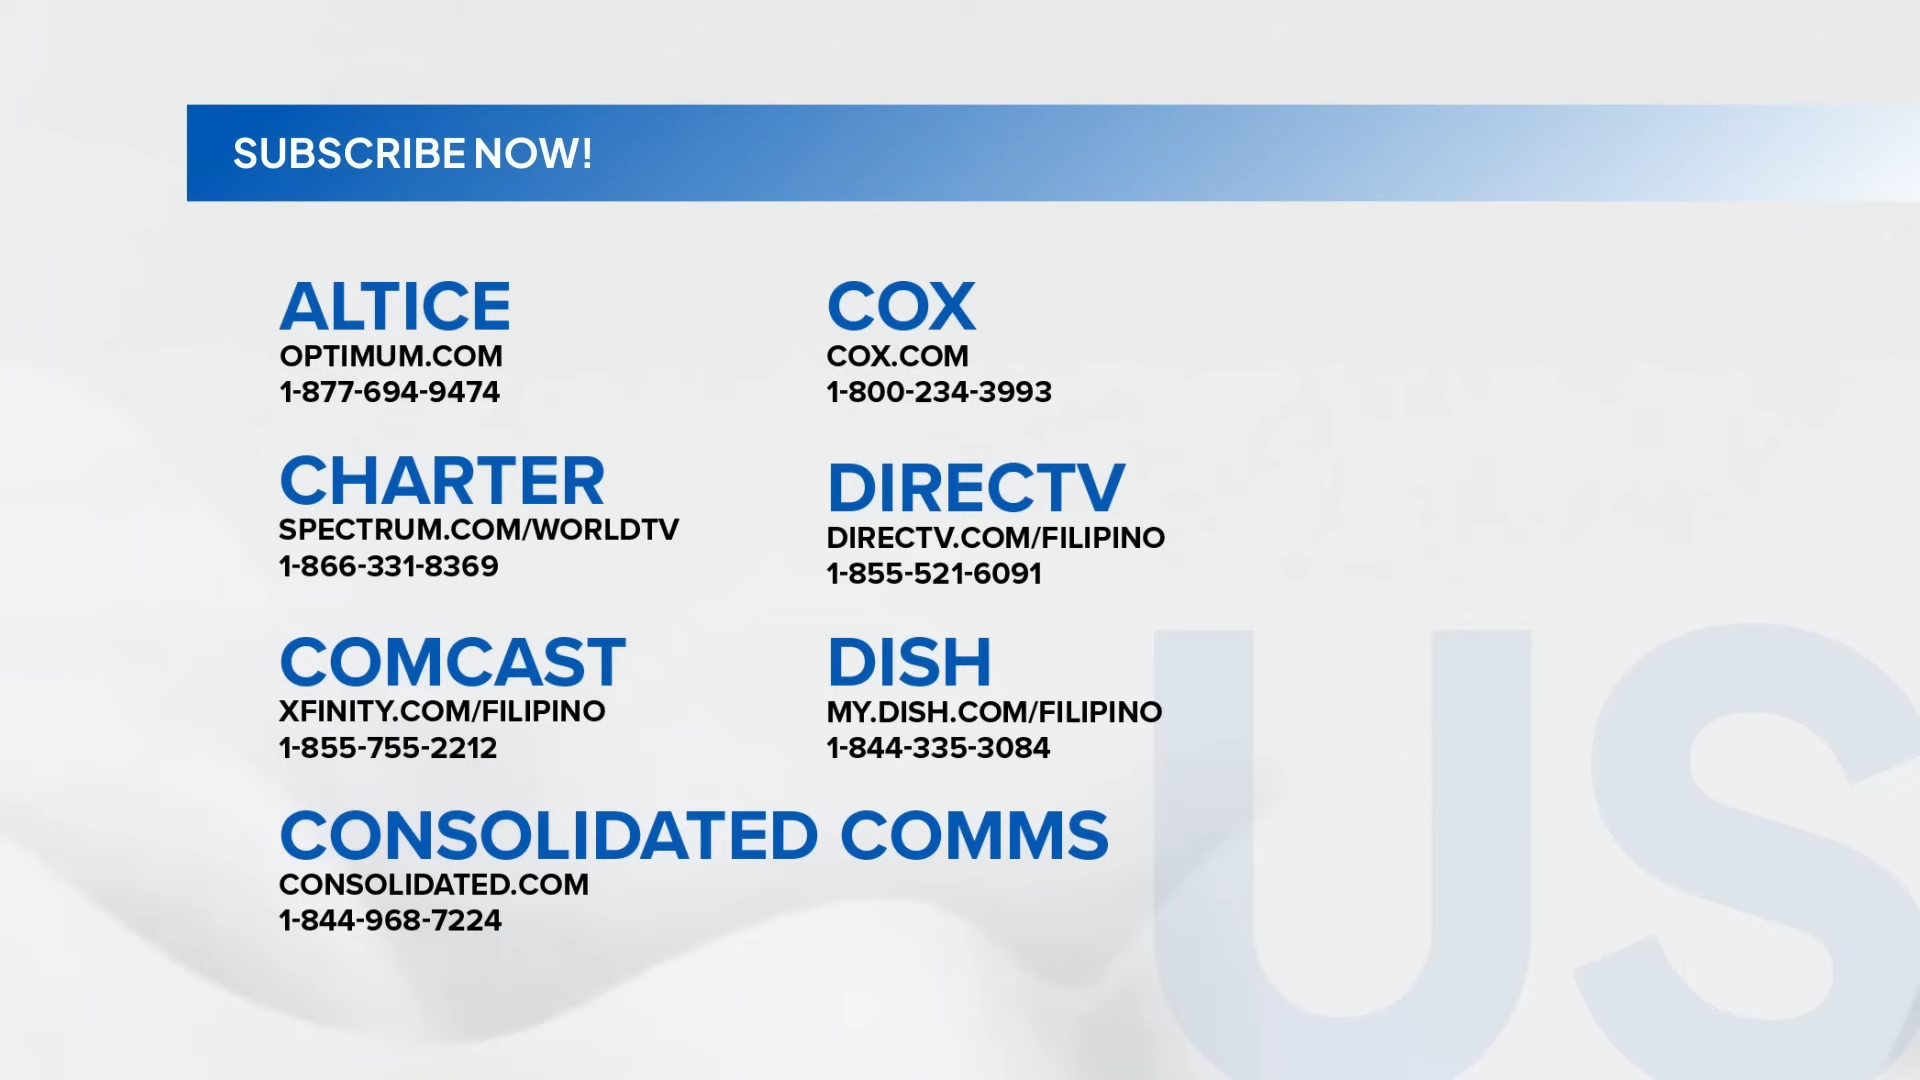 SUBSCRIBE NOW!
ALTICE
OPTIMUM.COM
1-877-694-9474
CHARTER
SPECTRUM.COM/WORLDTV
1-866-331-8369
COMCAST
XFINITY.COM/FILIPINO
1-855-755-2212
CONSOLIDATED COMMS
CONSOLIDATED.COM
1-844-968-7224
COX
COX.COM
1-800-234-3993
DIRECTV
DIRECTV.COM/FILIPINO
1-855-521-6091
DISH
MY.DISH.COM/FILIPINO
1-844-335-3084
US